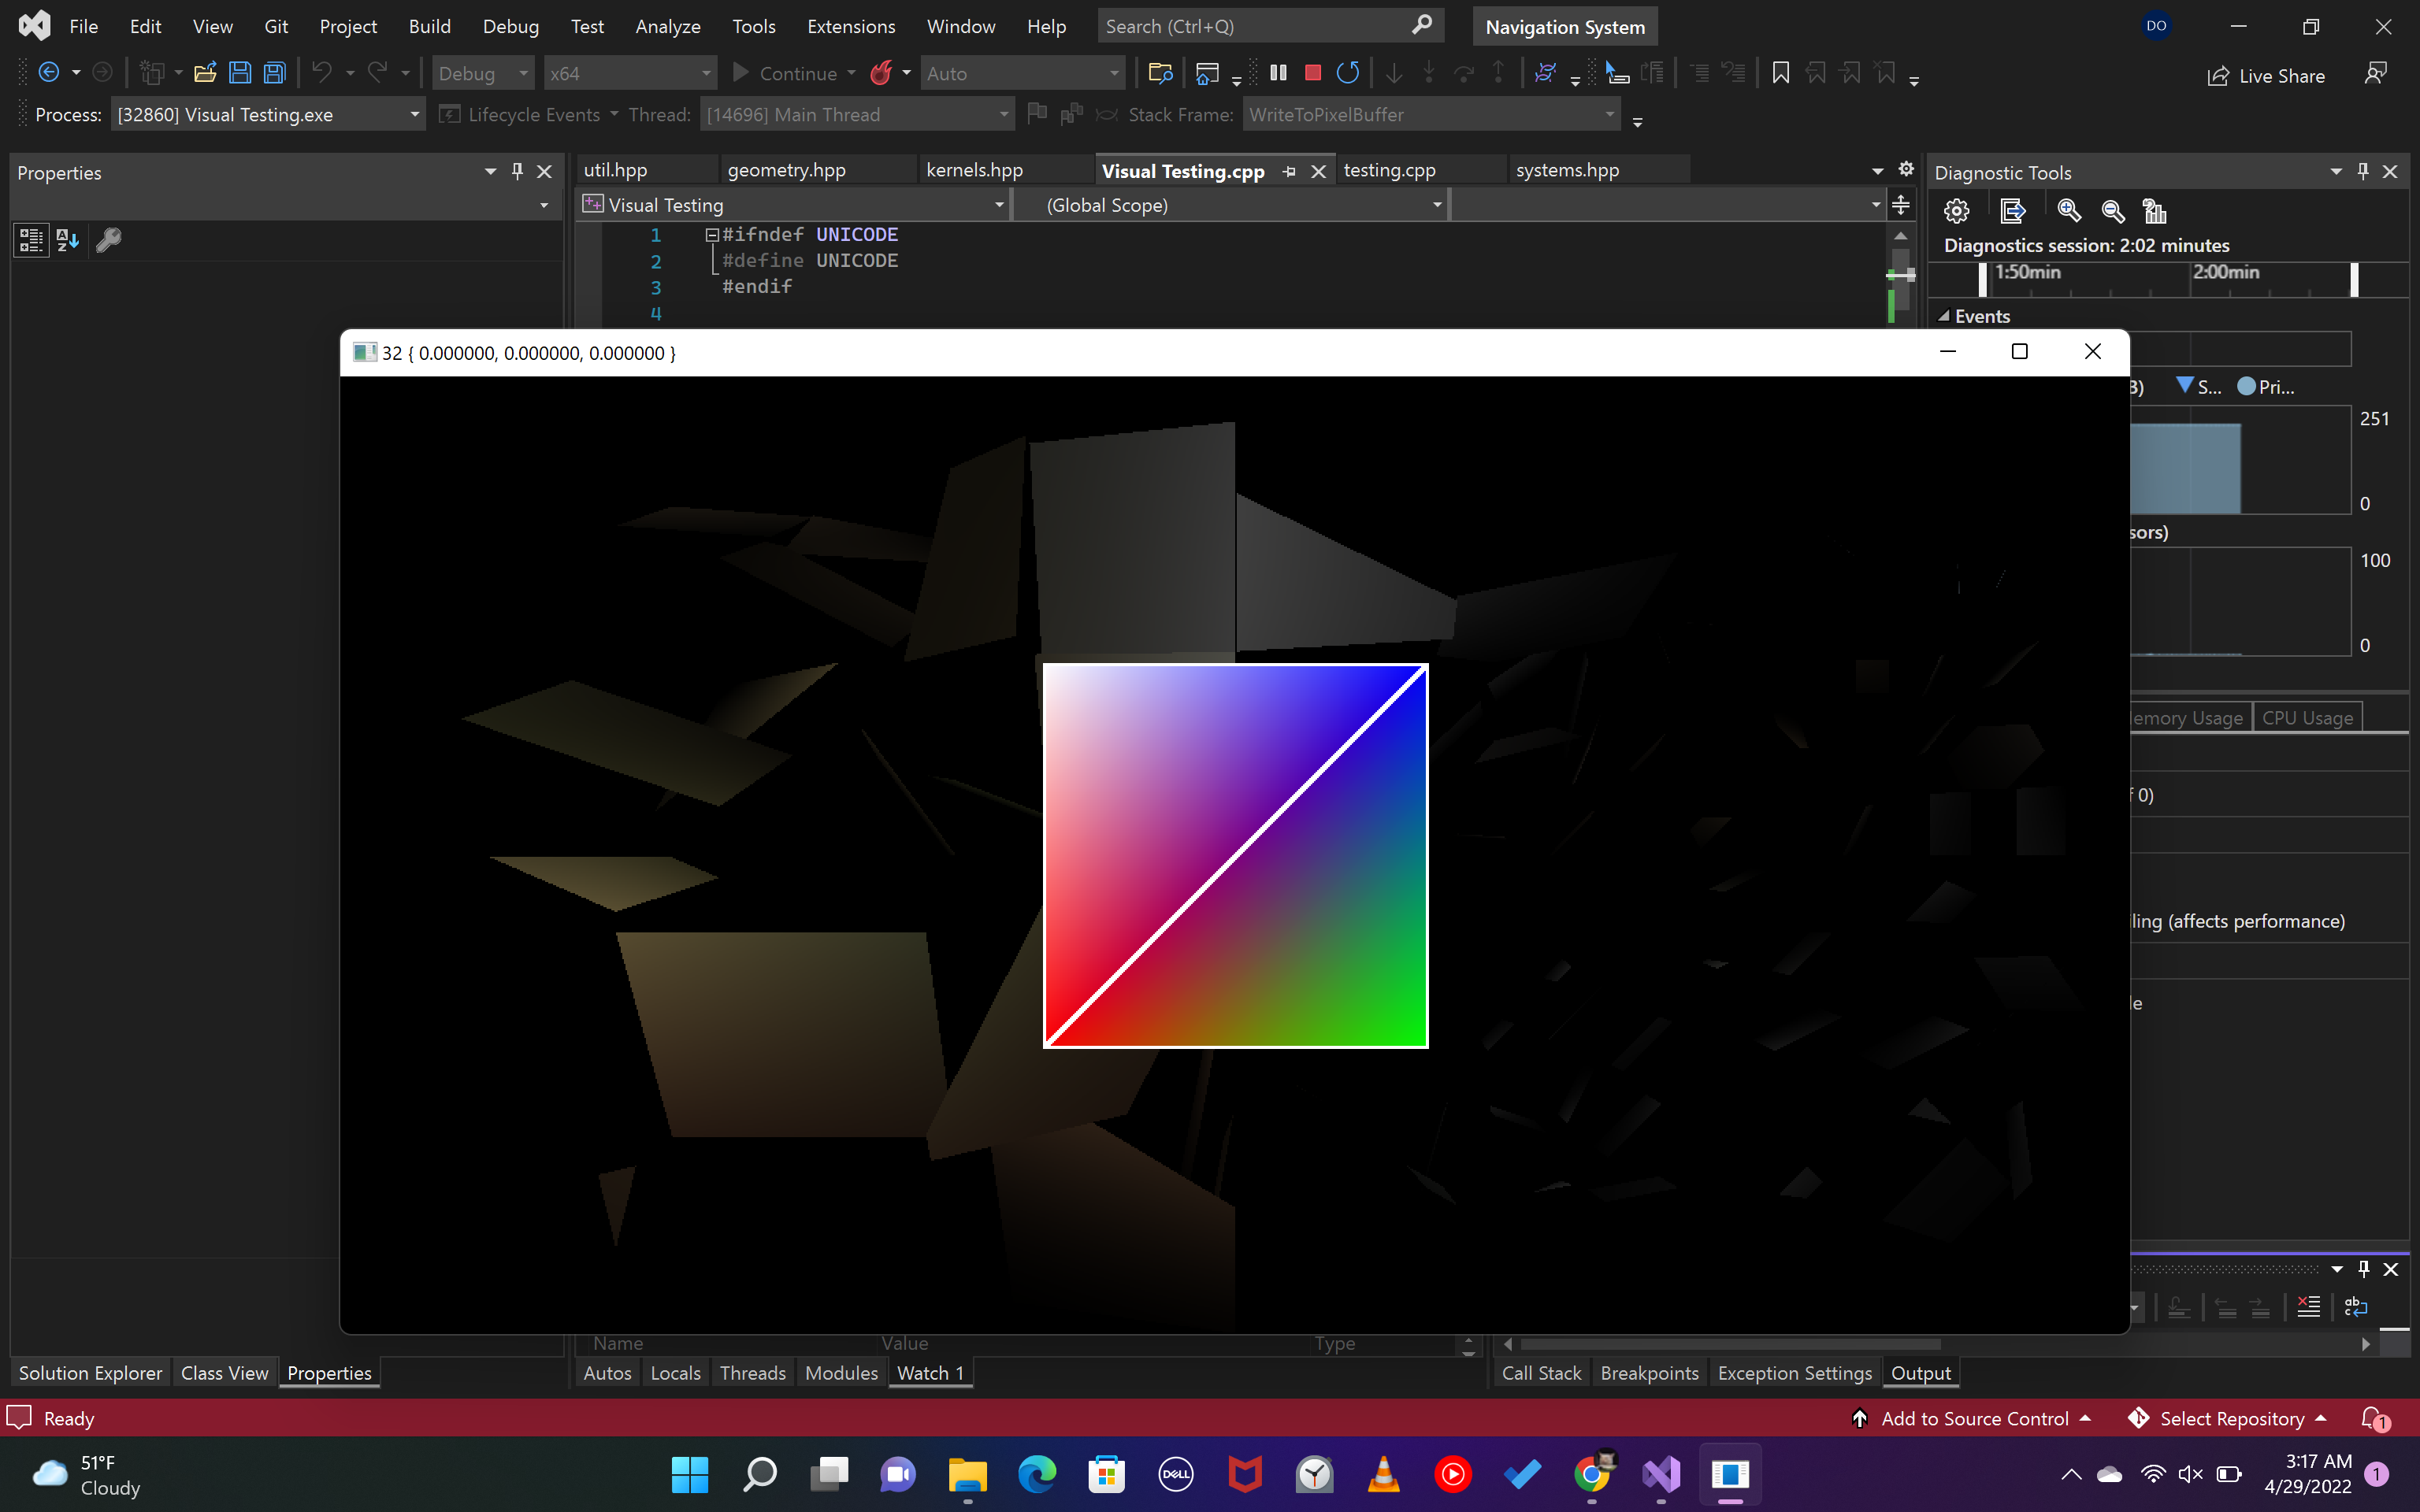 File Edit View Git Project Build Debug Test Analyze Tools Extensions Window Help Search (Ctrl+Q) Navigation System DO
Debug x64 Continue Auto Live Share
Process: [32860] Visual Testing.exe Lifecycle Events Thread: [14696] Main Thread Stack Frame: WriteToPixelBuffer
Properties
util.hpp geometry.hpp kernels.hpp Visual Testing.cpp testing.cpp systems.hpp
Visual Testing (Global Scope)
1 #ifndef UNICODE
2 #define UNICODE
3 #endif
4
Diagnostic Tools
Diagnostics session: 2:02 minutes
1:50min 2:00min
Events
32 { 0.000000, 0.000000, 0.000000 }
B) S... Pri...
251
0
sors)
100
0
emory Usage CPU Usage
f 0)
ling (affects performance)
le
Name Value Type
Solution Explorer Class View Properties Autos Locals Threads Modules Watch 1 Call Stack Breakpoints Exception Settings Output
Ready Add to Source Control Select Repository 1
51°F
Cloudy
DELL
3:17 AM
4/29/2022
1